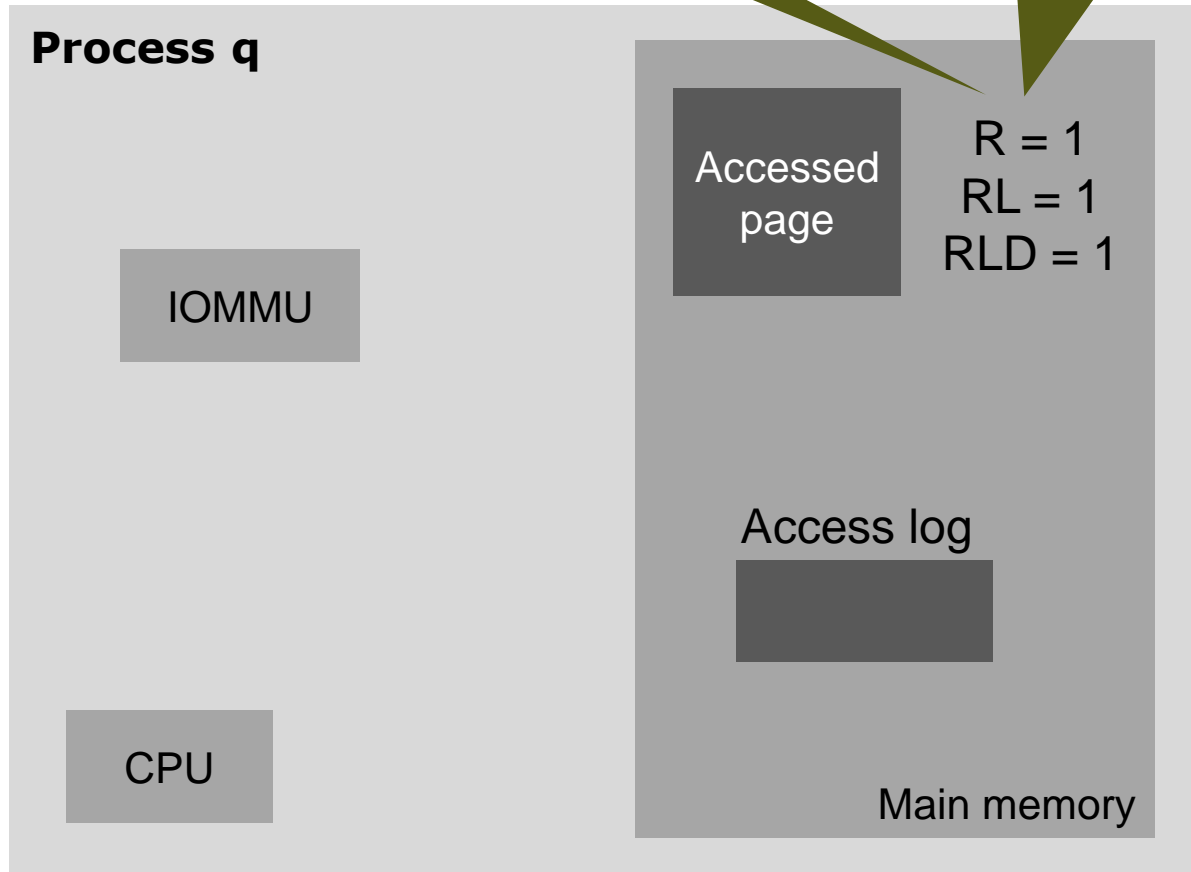 Process q
Accessed
page
R = 1
RL = 1
RLD = 1
IOMMU
Access log
CPU
Main memory